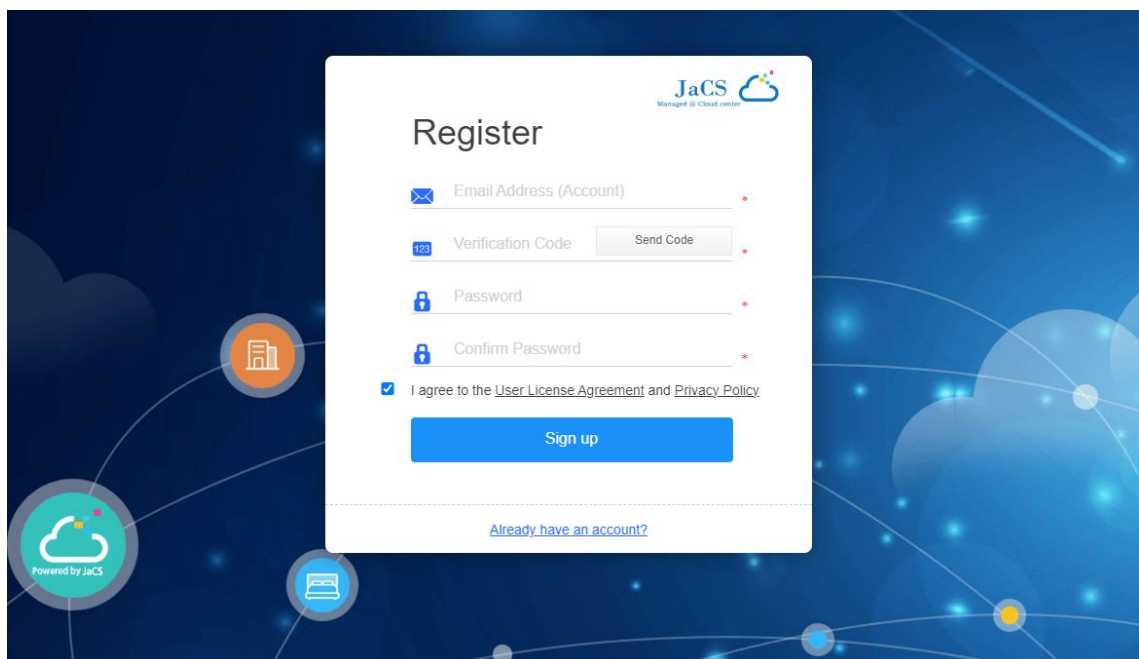 JaCS
Managed @ Cloud center
Register
Email Address (Account)
*
123
Verification Code
Send Code
*
Password
*
Confirm Password
*
I agree to the User License Agreement and Privacy Policy
Sign up
Already have an account?
Powered by JaCS